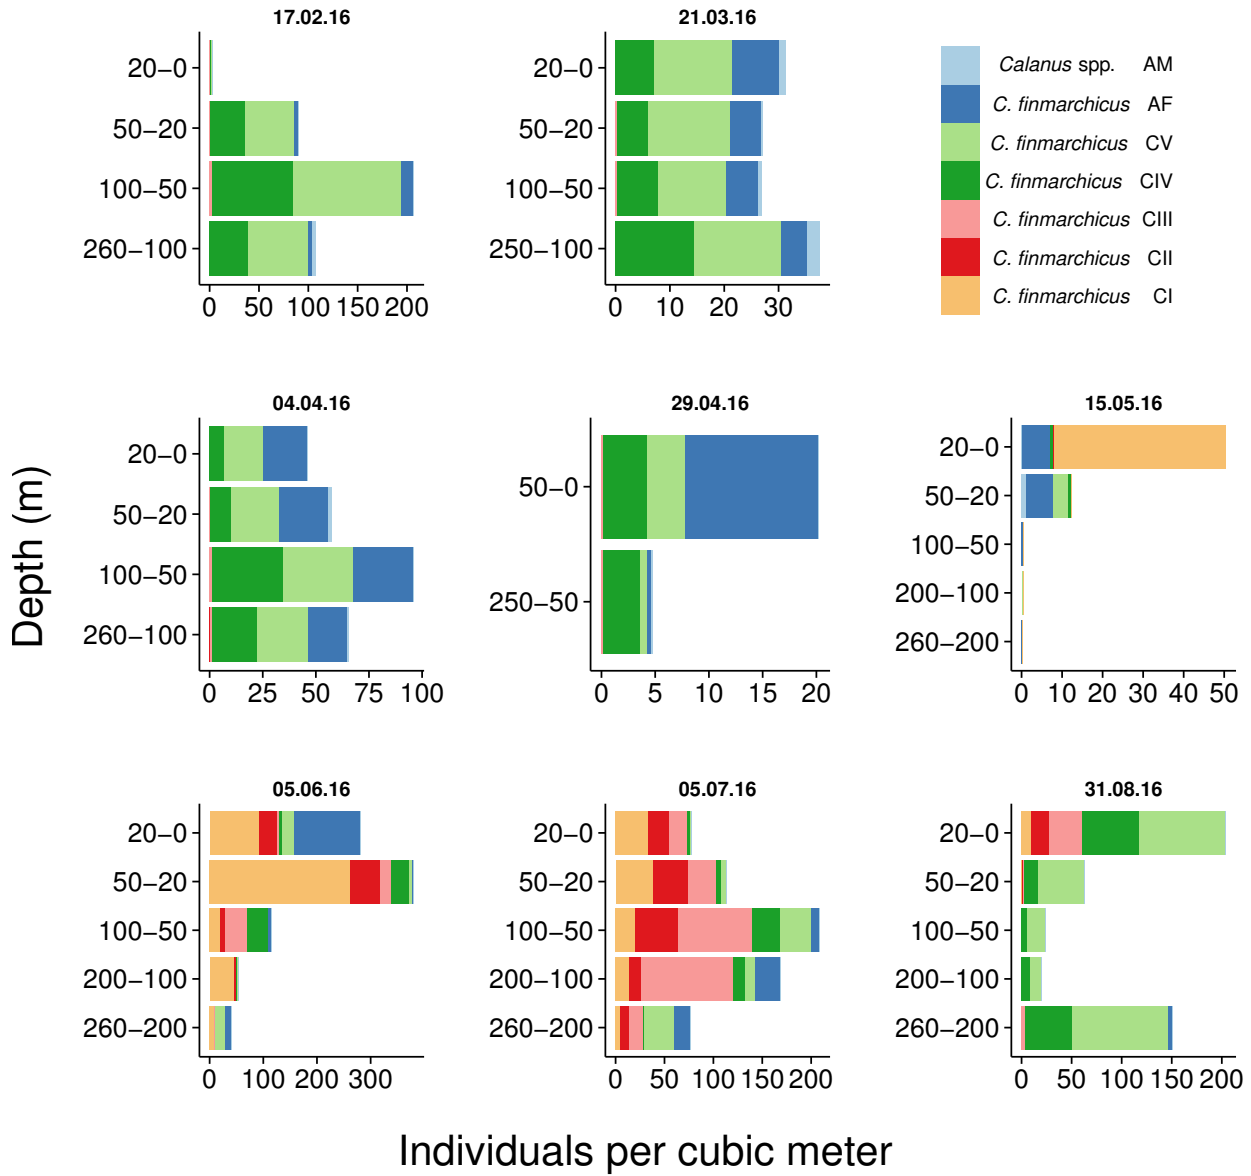 17.02.16
20−0
50−20
100−50
260−100
0 50 100 150 200
21.03.16
20−0
50−20
100−50
250−100
0 10 20 30
Calanus spp. AM
C. finmarchicus AF
C. finmarchicus CV
C. finmarchicus CIV
C. finmarchicus CIII
C. finmarchicus CII
C. finmarchicus CI
Depth (m)
04.04.16
20−0
50−20
100−50
260−100
0 25 50 75 100
29.04.16
50−0
250−50
0 5 10 15 20
15.05.16
20−0
50−20
100−50
200−100
260−200
0 10 20 30 40 50
05.06.16
20−0
50−20
100−50
200−100
260−200
0 100 200 300
05.07.16
20−0
50−20
100−50
200−100
260−200
0 50 100 150 200
31.08.16
20−0
50−20
100−50
200−100
260−200
0 50 100 150 200
Individuals per cubic meter